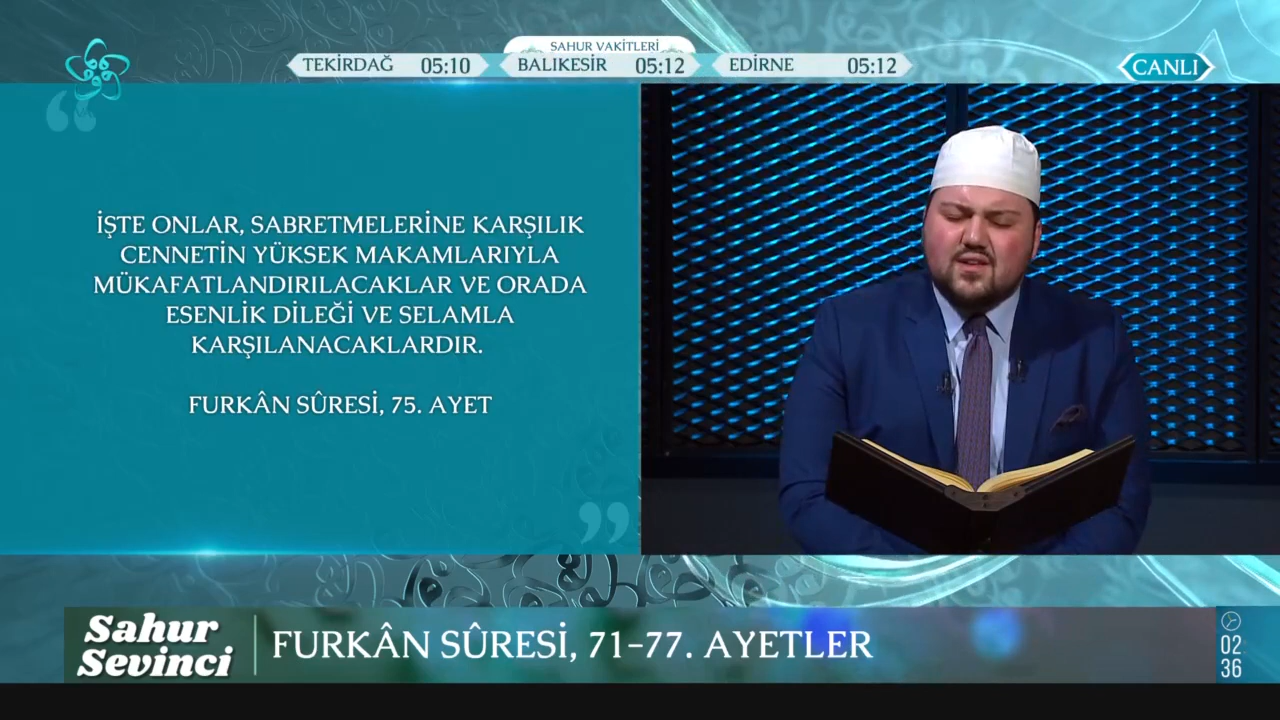 SAHUR VAKİTLERİ
TEKİRDAĞ 05:10 BALIKESİR 05:12 EDİRNE 05:12
CANLI
İŞTE ONLAR, SABRETMELERİNE KARŞILIK
CENNETİN YÜKSEK MAKAMLARIYLA
MÜKAFATLANDIRILACAKLAR VE ORADA
ESENLİK DİLEĞİ VE SELAMLA
KARŞILANACAKLARDIR.
FURKÂN SÛRESİ, 75. AYET
Sahur
Sevinci
FURKÂN SÛRESİ, 71-77. AYETLER
02
36